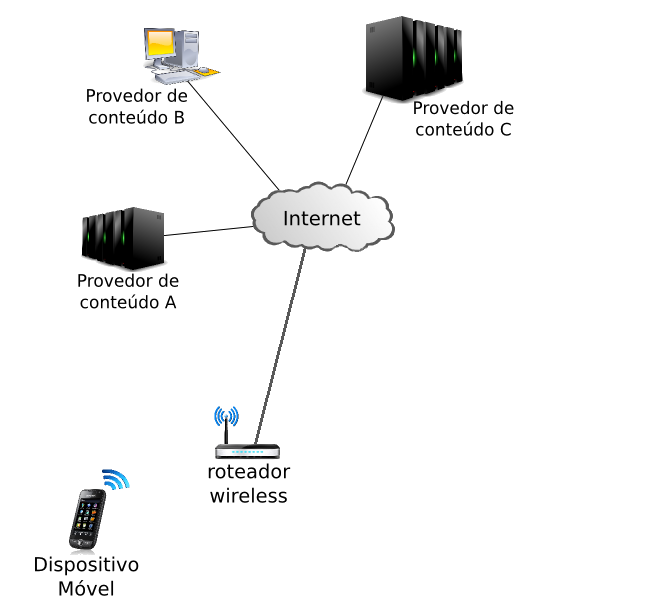 Provedor de
conteúdo B
Provedor de
conteúdo C
Internet
Provedor de
conteúdo A
roteador
wireless
Dispositivo
Móvel